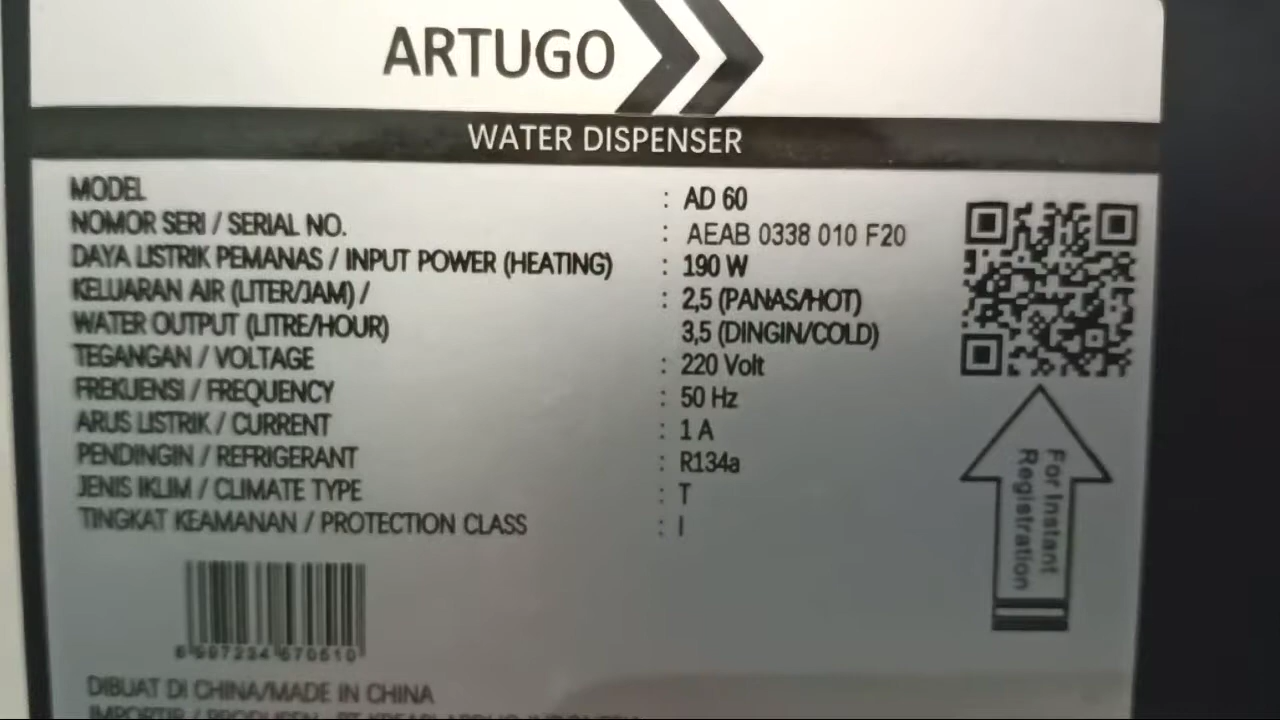 ARTUGO
WATER DISPENSER
MODEL : AD 60
NOMOR SERI / SERIAL NO. : AEAB 0338 010 F20
DAYA LISTRIK PEMANAS / INPUT POWER (HEATING) : 190 W
KELUARAN AIR (LITER/JAM) / : 2,5 (PANAS/HOT)
WATER OUTPUT (LITRE/HOUR) 3,5 (DINGIN/COLD)
TEGANGAN / VOLTAGE : 220 Volt
FREKUENSI / FREQUENCY : 50 Hz
ARUS LISTRIK / CURRENT : 1 A
PENDINGIN / REFRIGERANT : R134a
JENIS IKLIM / CLIMATE TYPE : T
TINGKAT KEAMANAN / PROTECTION CLASS : I
For Instant
Registration
DIBUAT DI CHINA/MADE IN CHINA